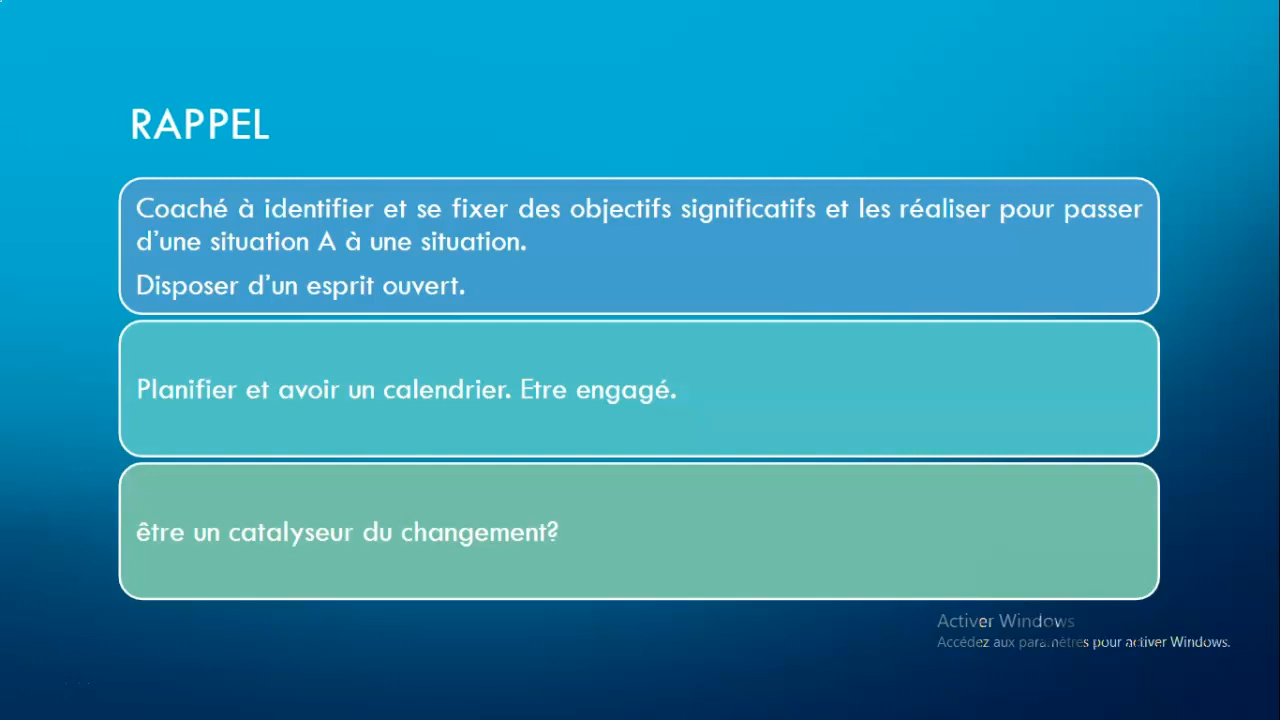 RAPPEL
Coaché à identifier et se fixer des objectifs significatifs et les réaliser pour passer
d’une situation A à une situation.
Disposer d’un esprit ouvert.
Planifier et avoir un calendrier. Etre engagé.
être un catalyseur du changement?
Activer Windows
Accédez aux paramètres pour activer Windows.